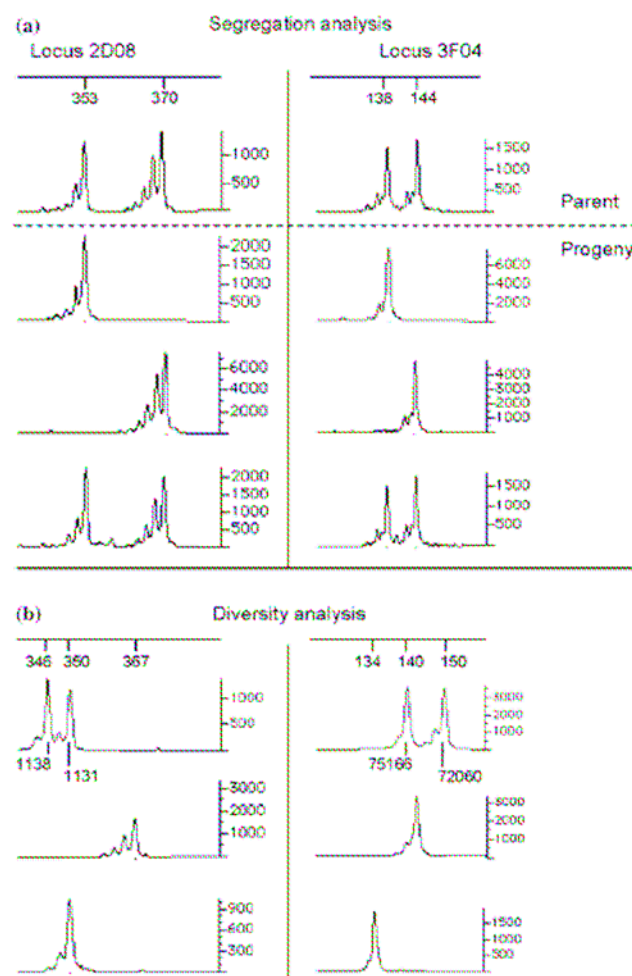 (a) Segregation analysis
Locus 2D08 Locus 3F04
353 370 138 144
1000 500 1500 1000 500 Parent
Progeny
2000 1500 1000 500 6000 4000 2000
6000 4000 2000 4000 3000 2000 1000
2000 1500 1000 500 1500 1000 500
(b) Diversity analysis
346 350 367 134 140 150
1000 500 3000 2000 1000
1138 1131 75166 72060
3000 2000 1000 3000 2000 1000
900 600 300 1500 1000 500